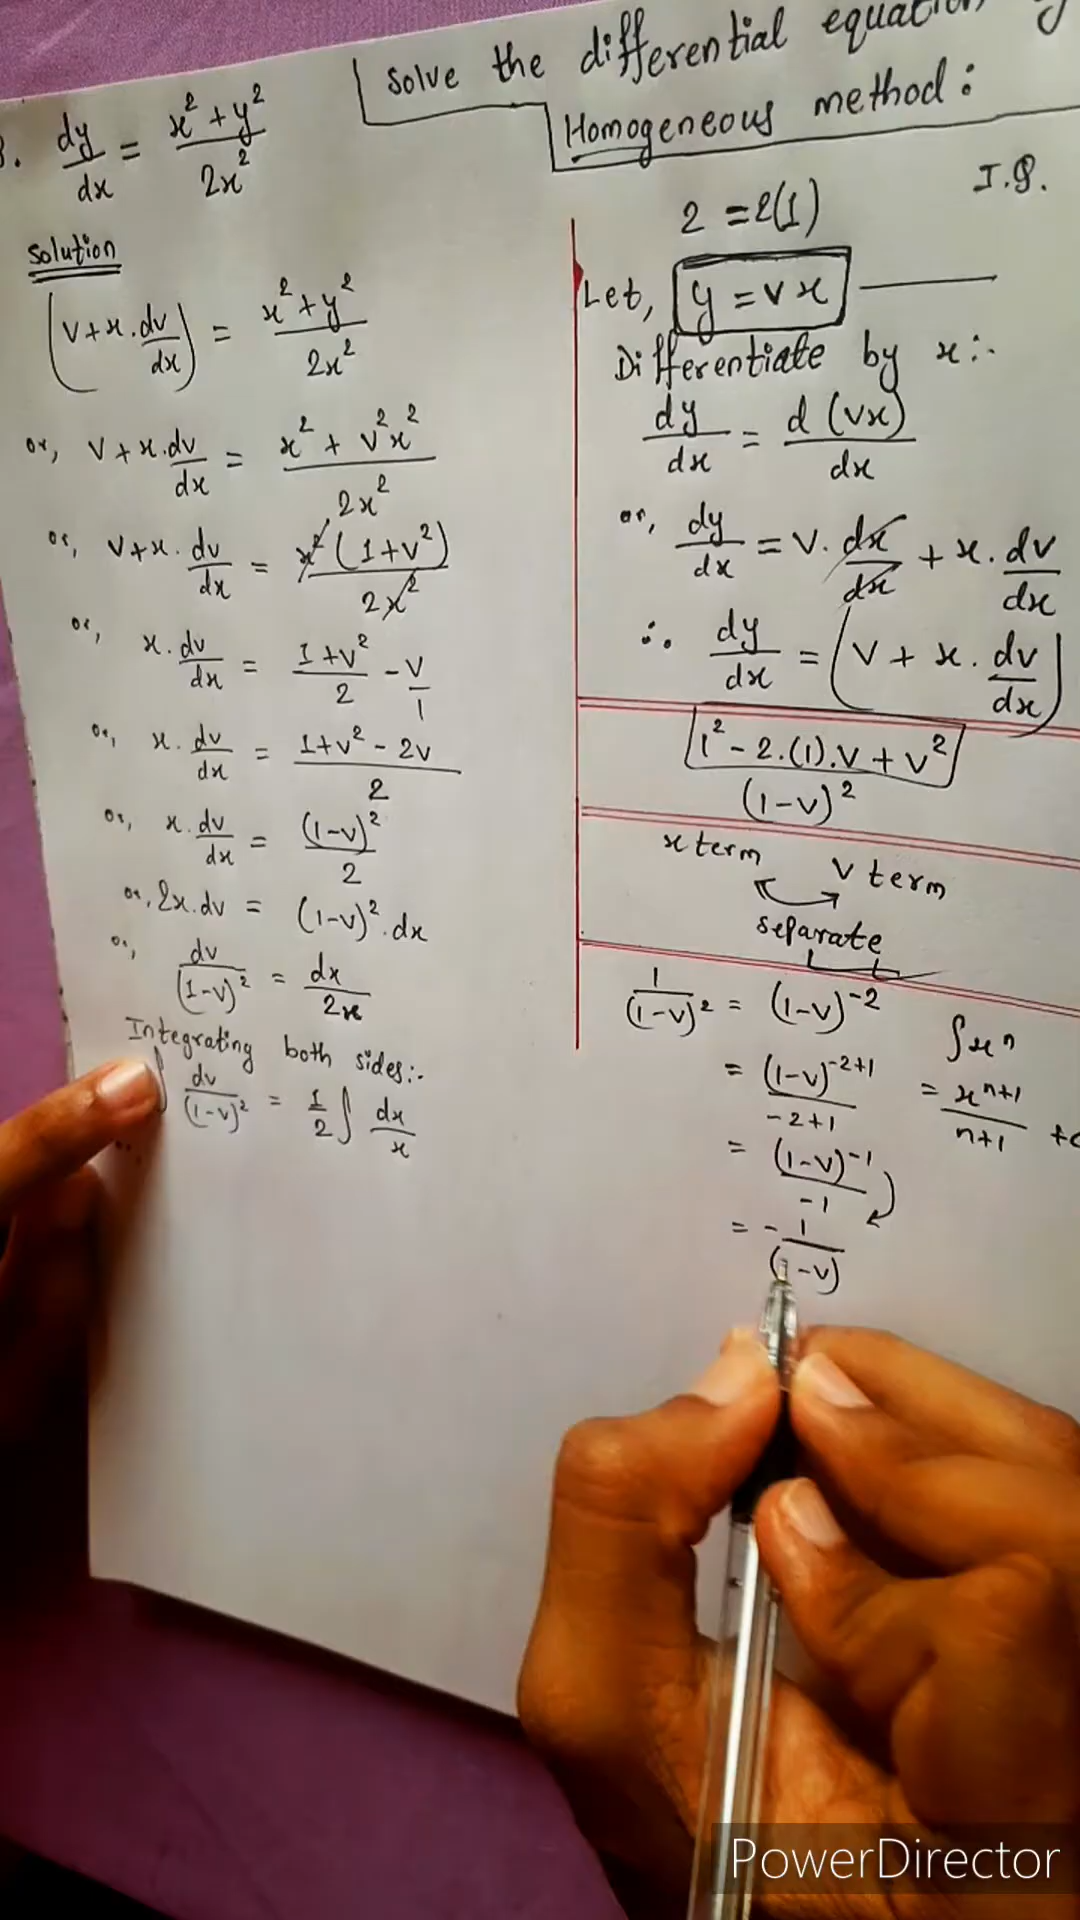 solve the differential equation
Homogeneous method:
3. dy/dx = x²+y²/2x²
I.Q.
2 = 2(1)
Solution
(v+x.dv/dx) = x²+y²/2x²
or, v+x.dv/dx = x² + v²x²/2x²
or, v+x.dv/dx = x²(1+v²)/2x²
or, x.dv/dx = 1+v²/2 - v/1
or, x.dv/dx = 1+v² - 2v/2
or, x.dv/dx = (1-v)²/2
or, 2x.dv = (1-v)².dx
or, dv/(1-v)² = dx/2x
Integrating both sides:-
∫ dv/(1-v)² = 1/2 ∫ dx/x
Let, y = vx
Differentiate by x:-
dy/dx = d(vx)/dx
or, dy/dx = v.dx/dx + x.dv/dx
∴ dy/dx = (v + x.dv/dx)
1² - 2.(1).v + v²
(1-v)²
x term v term
separate
1/(1-v)² = (1-v)⁻²
= (1-v)⁻²⁺¹/-2+1
= (1-v)⁻¹/-1
= - 1/(1-v)
∫xⁿ
= xⁿ⁺¹/n+1 +c
PowerDirector